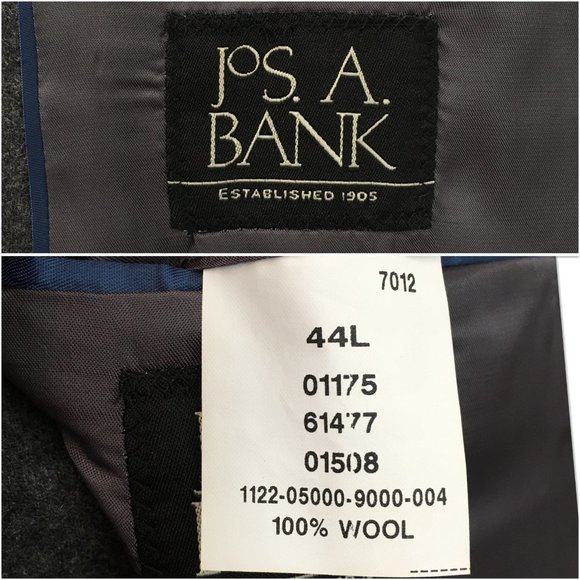 JoS. A.
BANK
ESTABLISHED 1905
7012
44L
01175
61477
01508
1122-05000-9000-004
100% WOOL